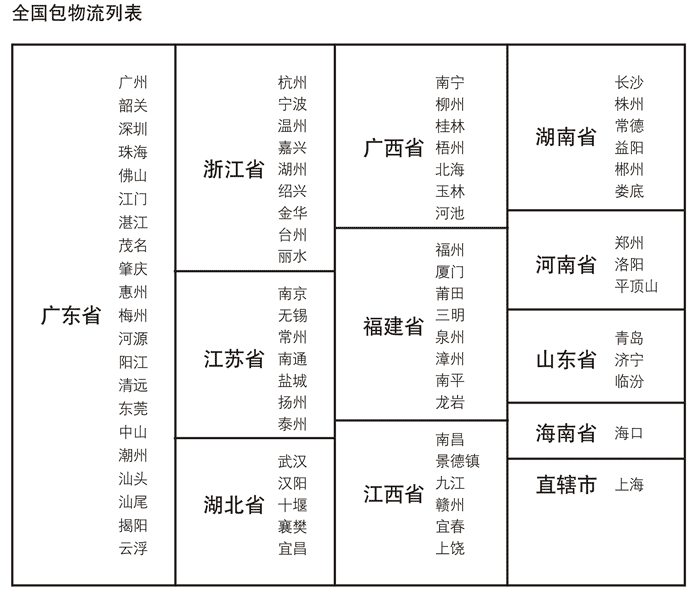 全国包物流列表
广东省
广州
韶关
深圳
珠海
佛山
江门
湛江
茂名
肇庆
惠州
梅州
河源
阳江
清远
东莞
中山
潮州
汕头
汕尾
揭阳
云浮
浙江省
杭州
宁波
温州
嘉兴
湖州
绍兴
金华
台州
丽水
江苏省
南京
无锡
常州
南通
盐城
扬州
泰州
湖北省
武汉
汉阳
十堰
襄樊
宜昌
广西省
南宁
柳州
桂林
梧州
北海
玉林
河池
福建省
福州
厦门
莆田
三明
泉州
漳州
南平
龙岩
江西省
南昌
景德镇
九江
赣州
宜春
上饶
湖南省
长沙
株州
常德
益阳
郴州
娄底
河南省
郑州
洛阳
平顶山
山东省
青岛
济宁
临汾
海南省
海口
直辖市
上海